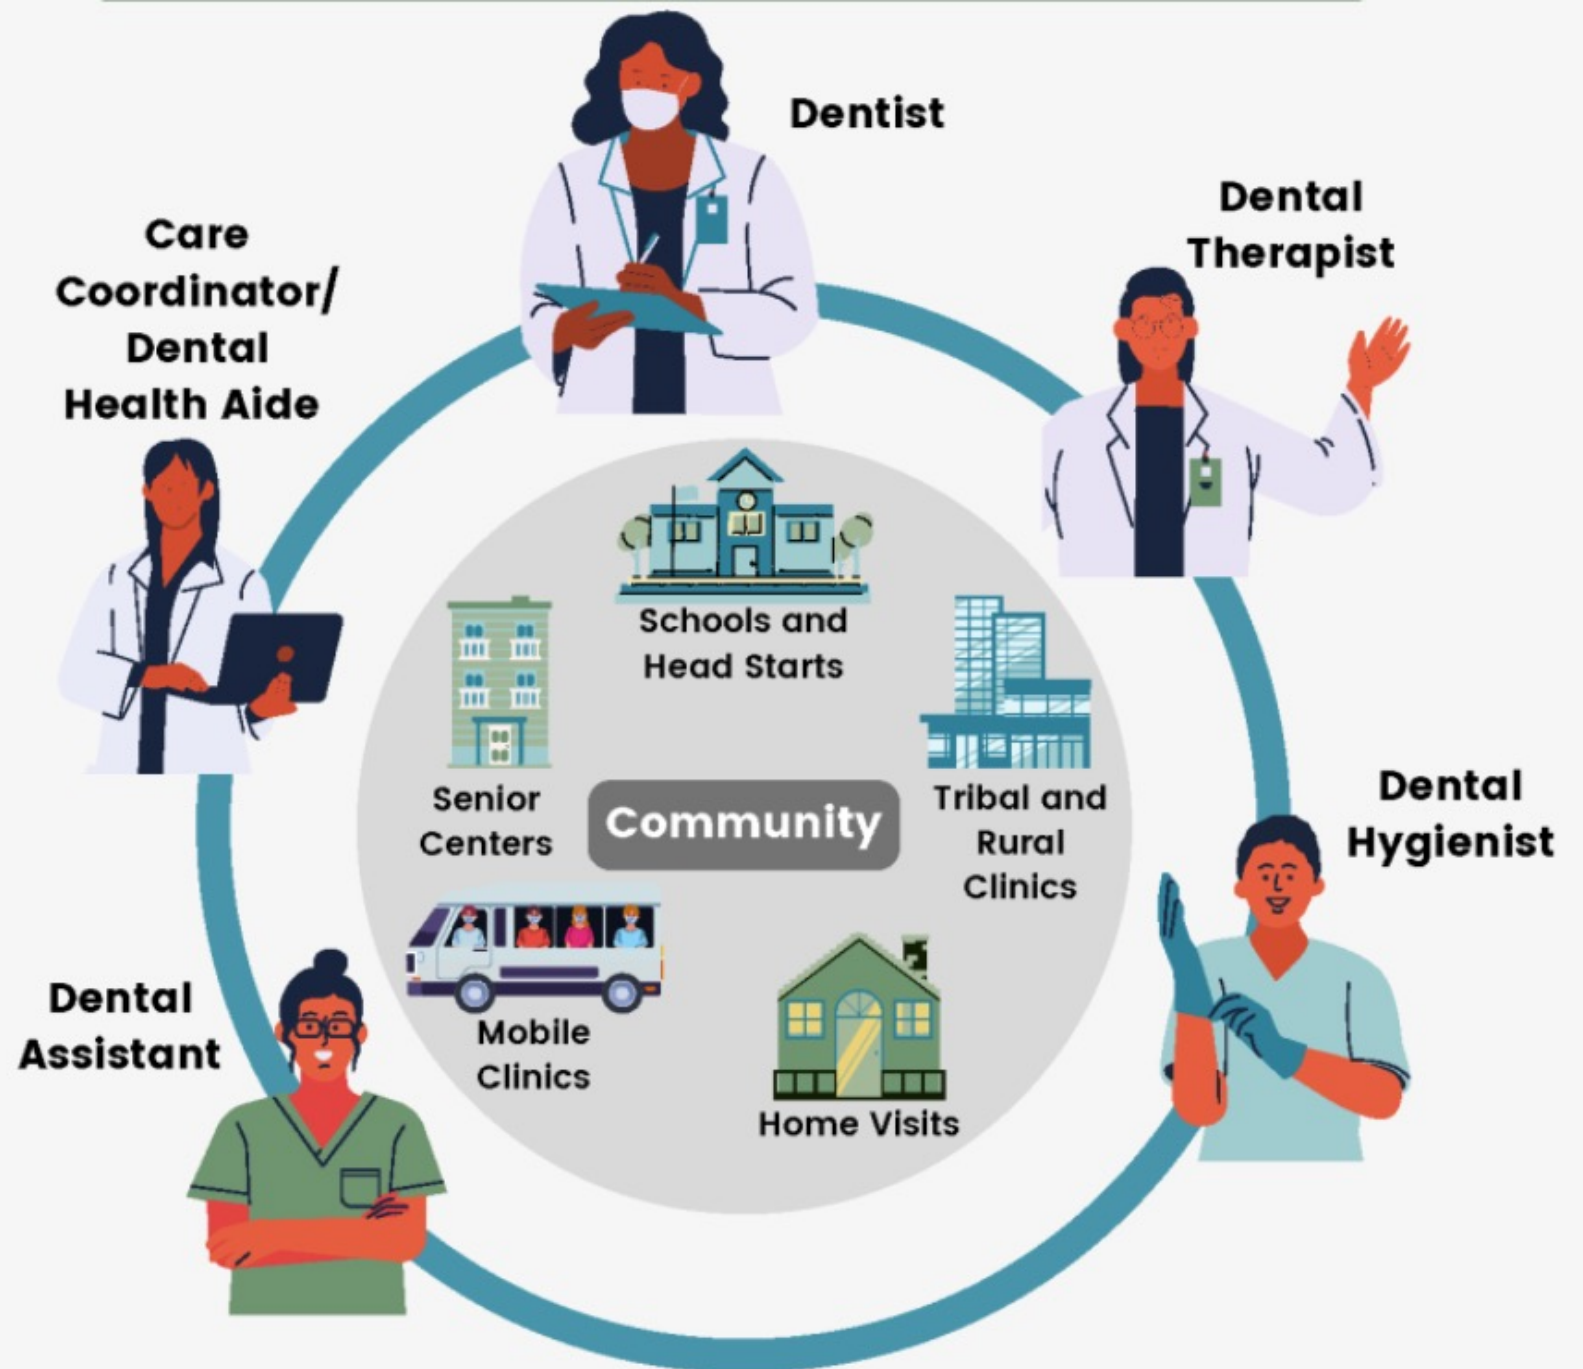 Dentist
Dental
Therapist
Care
Coordinator/
Dental
Health Aide
Schools and
Head Starts
Senior
Centers
Community
Tribal and
Rural
Clinics
Dental
Hygienist
Dental
Assistant
Mobile
Clinics
Home Visits